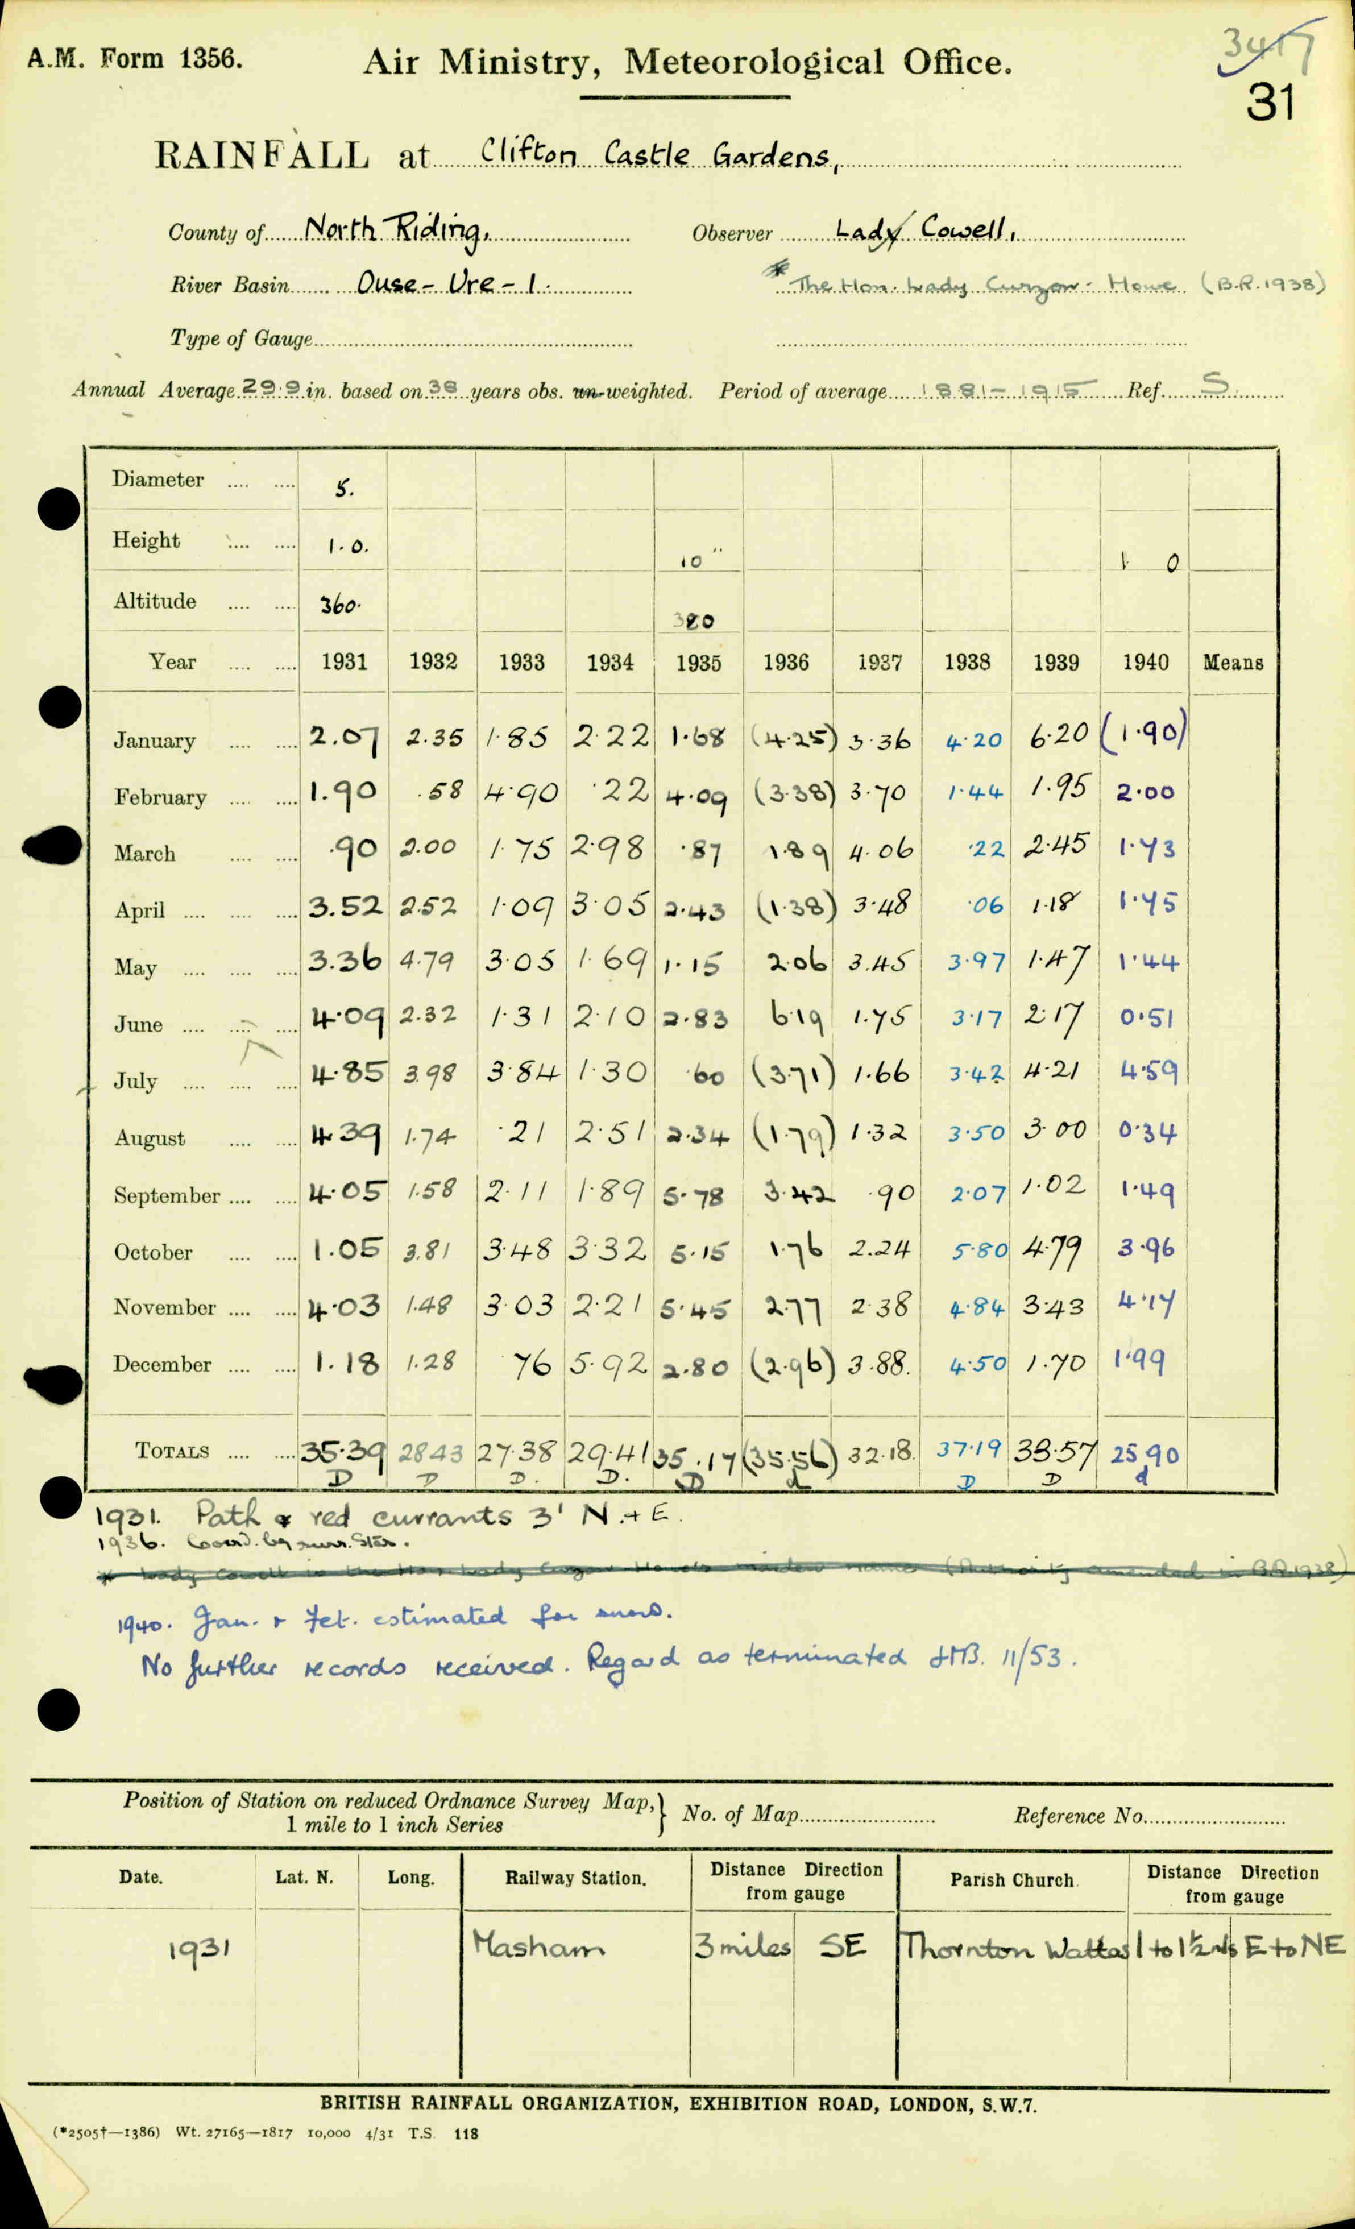 A.M. Form 1356.
Air Ministry, Meteorological Office.
3417
31
RAINFALL at Clifton Castle Gardens,
County of North Riding, Observer Lady Cowell,
River Basin Ouse - Ure - 1. * The Hon. Lady Curzon-Howe (B.R. 1938)
Type of Gauge
Annual Average 29.9 in. based on 38 years obs. un-weighted. Period of average 1881-1915 Ref. S.
Diameter 5.
Height 1.0. 10" 1 0
Altitude 360. 380
Year 1931 1932 1933 1934 1935 1936 1937 1938 1939 1940 Means
January 2.07 2.35 1.85 2.22 1.68 (4.25) 3.36 4.20 6.20 (1.90)
February 1.90 .58 4.90 .22 4.09 (3.38) 3.70 1.44 1.95 2.00
March .90 2.00 1.75 2.98 .87 1.89 4.06 .22 2.45 1.73
April 3.52 2.52 1.09 3.05 2.43 (1.38) 3.48 .06 1.18 1.75
May 3.36 4.79 3.05 1.69 1.15 2.06 3.45 3.97 1.47 1.44
June 4.09 2.32 1.31 2.10 2.83 6.19 1.75 3.17 2.17 0.51
July 4.85 3.98 3.84 1.30 .60 (3.71) 1.66 3.42 4.21 4.59
August 4.39 1.74 .21 2.51 2.34 (1.79) 1.32 3.50 3.00 0.34
September 4.05 1.58 2.11 1.89 5.78 3.42 .90 2.07 1.02 1.49
October 1.05 3.81 3.48 3.32 5.15 1.76 2.24 5.80 4.79 3.96
November 4.03 1.48 3.03 2.21 5.45 2.77 2.38 4.84 3.43 4.17
December 1.18 1.28 76 5.92 2.80 (2.96) 3.88. 4.50 1.70 1.99
TOTALS 35.39 28.43 27.38 29.41 35.17 (35.56) 32.18 37.19 33.57 25.90
D D D. D. D d D D d
1931. Path & red currants 3' N. + E.
1936. Coord. by surr. Stns.
* Lady Cowell is the Hon Lady Curzon Howe's maiden name (Authority amended in B.R. 1938)
1940. Jan. & Feb. estimated for snow.
No further records received. Regard as terminated 11/53.
Position of Station on reduced Ordnance Survey Map, 1 mile to 1 inch Series } No. of Map Reference No.
Date. Lat. N. Long. Railway Station. Distance Direction from gauge Parish Church. Distance Direction from gauge
1931 Masham 3 miles SE Thornton Wattas 1 to 1½ mls E to NE
BRITISH RAINFALL ORGANIZATION, EXHIBITION ROAD, LONDON, S.W.7.
(*2505†—1386) Wt. 27165—1817 10,000 4/31 T.S. 118